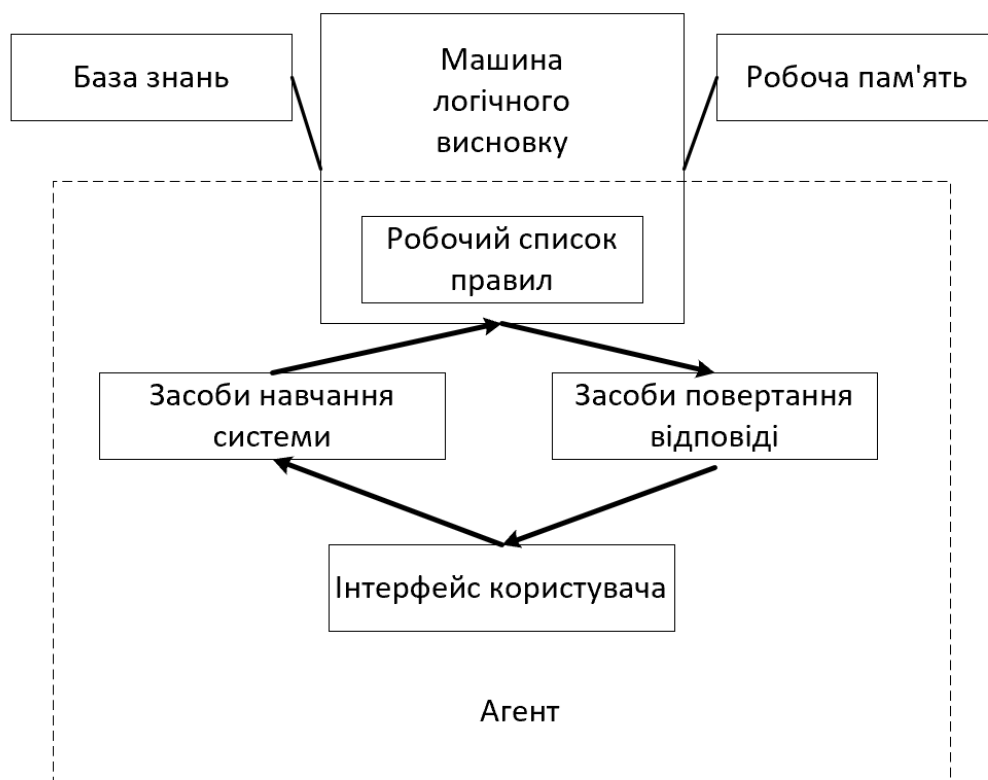 База знань
Машина
логічного
висновку
Робоча пам'ять
Робочий список
правил
Засоби навчання
системи
Засоби повертання
відповіді
Інтерфейс користувача
Агент